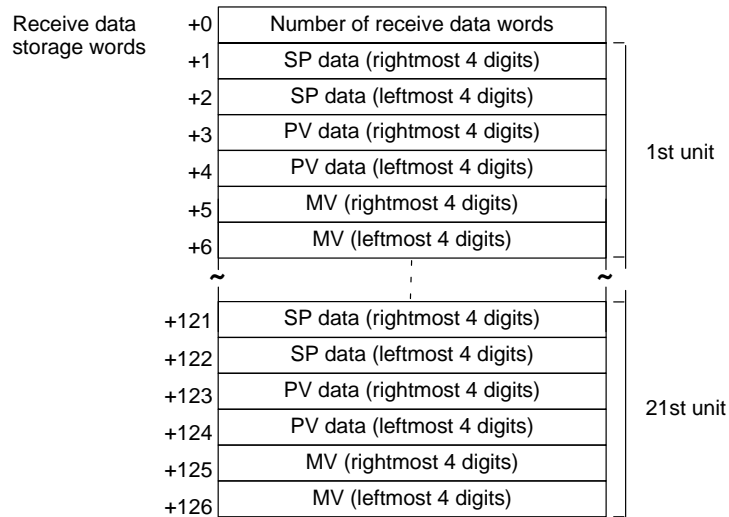 Receive data
storage words
+0 Number of receive data words
+1 SP data (rightmost 4 digits)
+2 SP data (leftmost 4 digits)
+3 PV data (rightmost 4 digits)
+4 PV data (leftmost 4 digits)
+5 MV (rightmost 4 digits)
+6 MV (leftmost 4 digits)
1st unit
+121 SP data (rightmost 4 digits)
+122 SP data (leftmost 4 digits)
+123 PV data (rightmost 4 digits)
+124 PV data (leftmost 4 digits)
+125 MV (rightmost 4 digits)
+126 MV (leftmost 4 digits)
21st unit